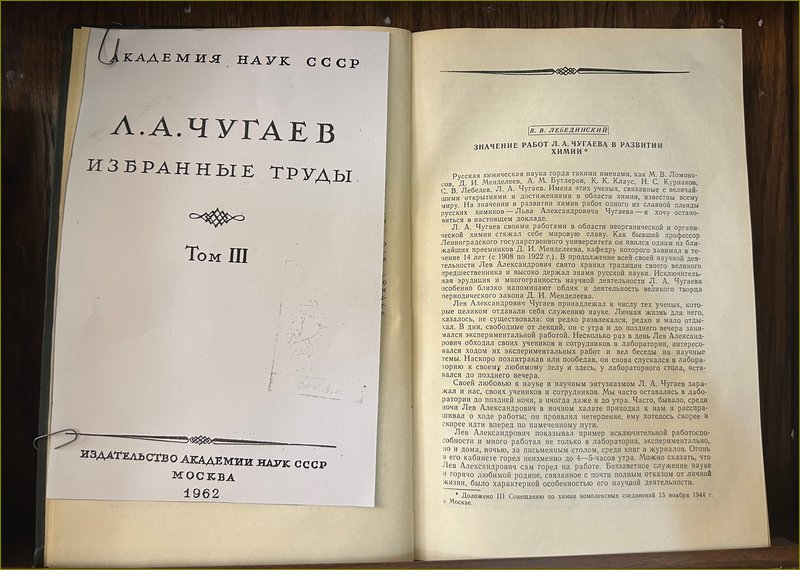 АКАДЕМИЯ НАУК СССР
Л.А.ЧУГАЕВ
ИЗБРАННЫЕ ТРУДЫ
Том III
ИЗДАТЕЛЬСТВО АКАДЕМИИ НАУК СССР
МОСКВА
1962
В. В. ЛЕБЕДИНСКИЙ
ЗНАЧЕНИЕ РАБОТ Л. А. ЧУГАЕВА В РАЗВИТИИ
ХИМИИ *
Русская химическая наука горда такими именами, как М. В. Ломоно-
сов, Д. И. Менделеев, А. М. Бутлеров, К. К. Клаус, Н. С. Курнаков,
С. В. Лебедев, Л. А. Чугаев. Имена этих ученых, связанные с величай-
шими открытиями и достижениями в области химии, известны всему
миру. На значении в развитии химии работ одного из славной плеяды
русских химиков — Льва Александровича Чугаева — я хочу остано-
виться в настоящем докладе.
Л. А. Чугаев своими работами в области неорганической и органи-
ческой химии стяжал себе мировую славу. Как бывший профессор
Ленинградского государственного университета он явился одним из бли-
жайших преемников Д. И. Менделеева, кафедру которого занимал в те-
чение 14 лет (с 1908 по 1922 г.). В продолжение всей своей научной дея-
тельности Лев Александрович свято хранил традиции своего великого
предшественника и высоко держал знамя русской науки. Исключитель-
ная эрудиция и многогранность научной деятельности Л. А. Чугаева
особенно близко напоминают облик и деятельность великого творца
периодического закона Д. И. Менделеева.
Лев Александрович Чугаев принадлежал к числу тех ученых, кото-
рые целиком отдавали себя служению науке. Личная жизнь для него,
казалось, не существовала: он редко развлекался, редко и мало отды-
хал. В дни, свободные от лекций, он с утра и до позднего вечера зани-
мался экспериментальной работой. Несколько раз в день Лев Александ-
рович обходил своих учеников и сотрудников в лаборатории, интересо-
вался ходом их экспериментальных работ и вел беседы на научные
темы. Наскоро позавтракав или пообедав, он снова спускался в лабора-
торию к своему любимому делу и здесь, у лабораторного стола, оста-
вался до позднего вечера.
Своей любовью к науке и научным энтузиазмом Л. А. Чугаев зара-
жал и нас, своих учеников и сотрудников. Мы часто оставались в лабо-
ратории до поздней ночи, а иногда даже и до утра. Часто, бывало, среди
ночи Лев Александрович в ночном халате приходил к нам и расспра-
шивал о ходе работы; он проявлял нетерпение, ему хотелось скорее и
скорее идти вперед по намеченному пути.
Лев Александрович показывал пример исключительной работоспо-
собности и много работал не только в лаборатории, экспериментально,
но и дома, ночью, за письменным столом, среди книг и журналов. Огонь
в его кабинете горел неизменно до 4—5 часов утра. Можно сказать, что
Лев Александрович сам горел на работе. Беззаветное служение науке
и горячо любимой родине, связанное с почти полным отказом от личной
жизни, было характерной особенностью его научной деятельности.
* Доложено III Совещанию по химии комплексных соединений 13 ноября 1944 г.
в Москве.